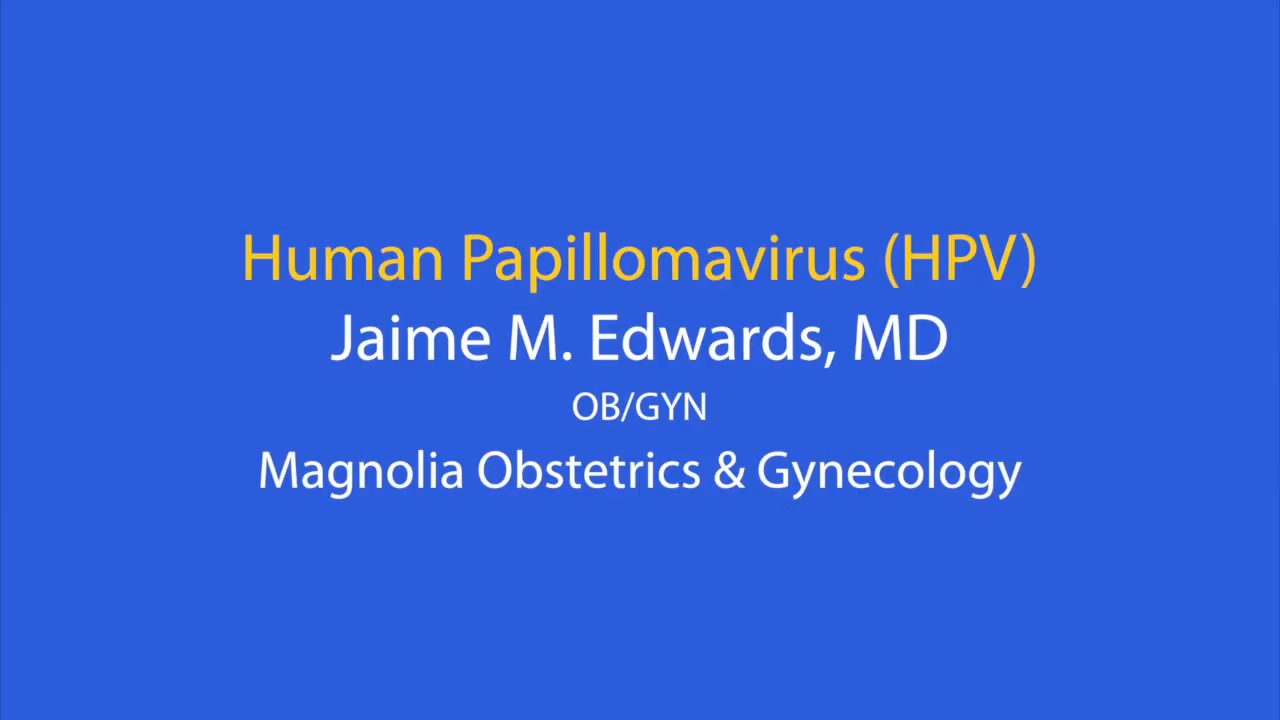 Human Papillomavirus (HPV)
Jaime M. Edwards, MD
OB/GYN
Magnolia Obstetrics & Gynecology